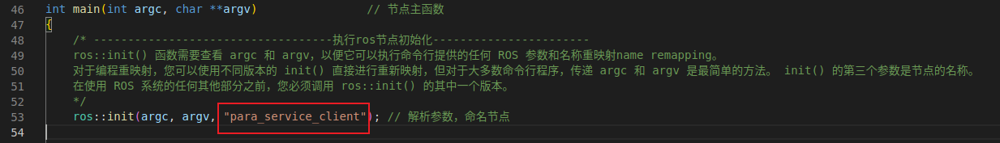 46 int main(int argc, char **argv) // 节点主函数
47 {
48 /* -----------------------------------执行ros节点初始化-----------------------
49 ros::init() 函数需要查看 argc 和 argv，以便它可以执行命令行提供的任何 ROS 参数和名称重映射name remapping。
50 对于编程重映射，您可以使用不同版本的 init() 直接进行重新映射，但对于大多数命令行程序，传递 argc 和 argv 是最简单的方法。 init() 的第三个参数是节点的名称。
51 在使用 ROS 系统的任何其他部分之前，您必须调用 ros::init() 的其中一个版本。
52 */
53 ros::init(argc, argv, "para_service_client"); // 解析参数，命名节点
54